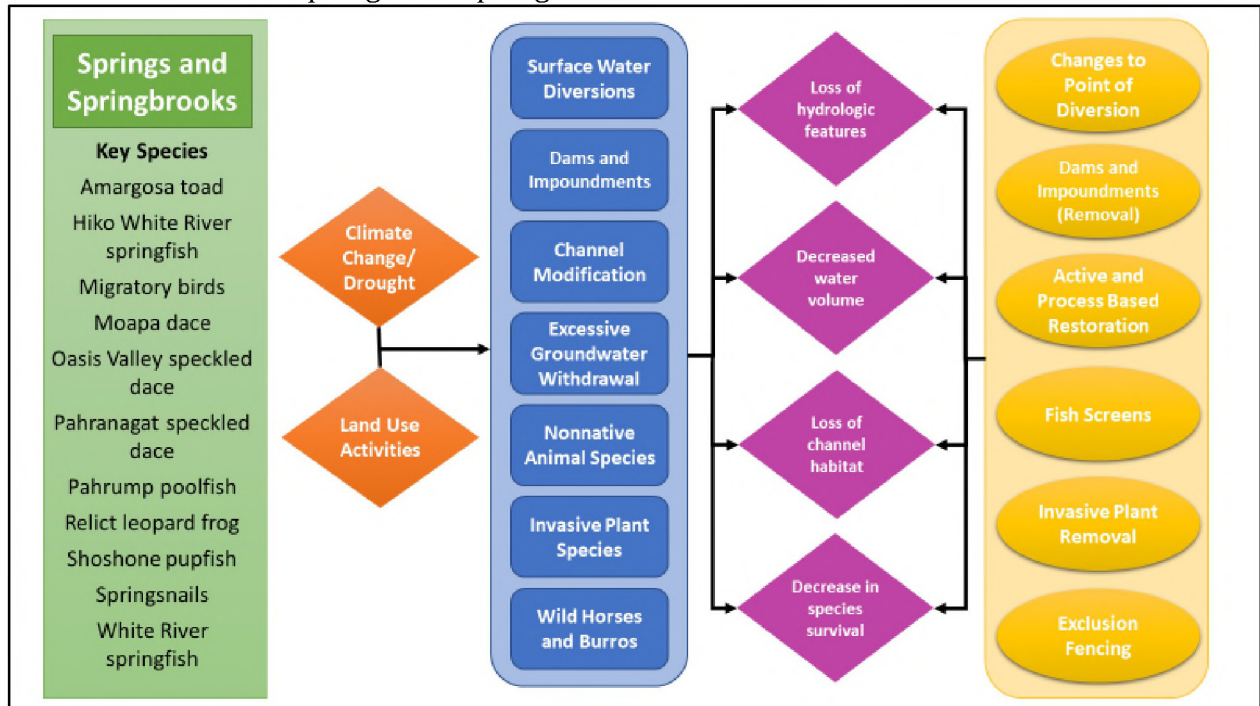 Springs and
Springbrooks
Key Species
Amargosa toad
Hiko White River
springfish
Migratory birds
Moapa dace
Oasis Valley speckled
dace
Pahranagat speckled
dace
Pahrump poolfish
Relict leopard frog
Shoshone pupfish
Springsnails
White River
springfish
Climate
Change/
Drought
Land Use
Activities
Surface Water
Diversions
Dams and
Impoundments
Channel
Modification
Excessive
Groundwater
Withdrawal
Nonnative
Animal Species
Invasive Plant
Species
Wild Horses
and Burros
Loss of
hydrologic
features
Decreased
water
volume
Loss of
channel
habitat
Decrease in
species
survival
Changes to
Point of
Diversion
Dams and
Impoundments
(Removal)
Active and
Process Based
Restoration
Fish Screens
Invasive Plant
Removal
Exclusion
Fencing